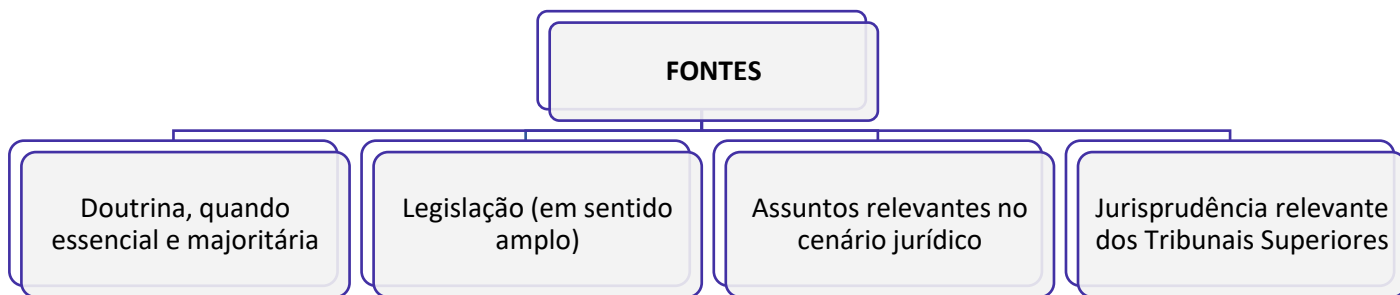 FONTES
Doutrina, quando
essencial e majoritária
Legislação (em sentido
amplo)
Assuntos relevantes no
cenário jurídico
Jurisprudência relevante
dos Tribunais Superiores